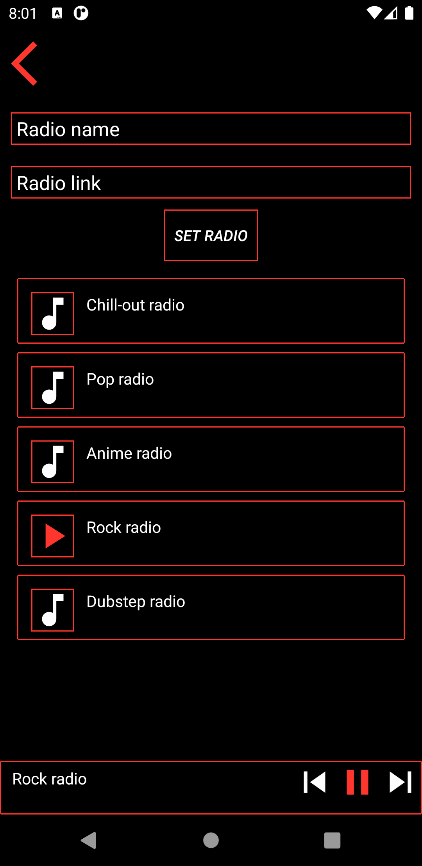 8:01
Radio name
Radio link
SET RADIO
Chill-out radio
Pop radio
Anime radio
Rock radio
Dubstep radio
Rock radio